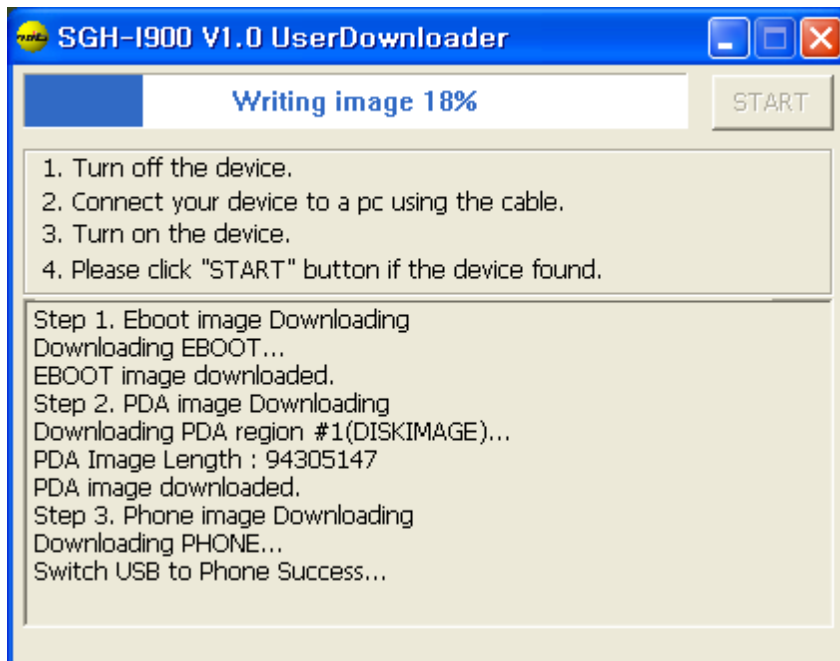 SGH-I900 V1.0 UserDownloader
Writing image 18%
START
1. Turn off the device.
2. Connect your device to a pc using the cable.
3. Turn on the device.
4. Please click "START" button if the device found.
Step 1. Eboot image Downloading
Downloading EBOOT...
EBOOT image downloaded.
Step 2. PDA image Downloading
Downloading PDA region #1(DISKIMAGE)...
PDA Image Length : 94305147
PDA image downloaded.
Step 3. Phone image Downloading
Downloading PHONE...
Switch USB to Phone Success...